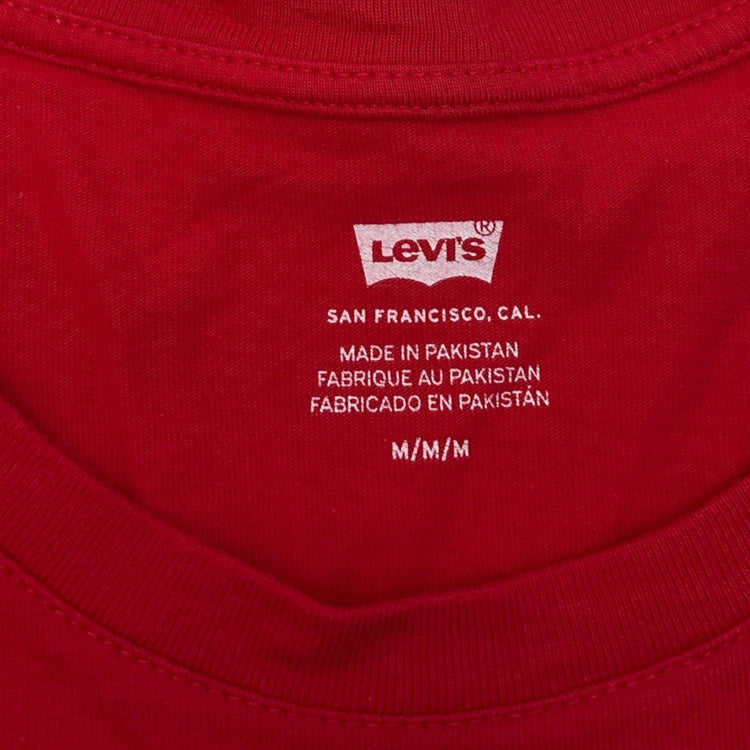 Levi's®
SAN FRANCISCO, CAL.
MADE IN PAKISTAN
FABRIQUE AU PAKISTAN
FABRICADO EN PAKISTÁN
M/M/M